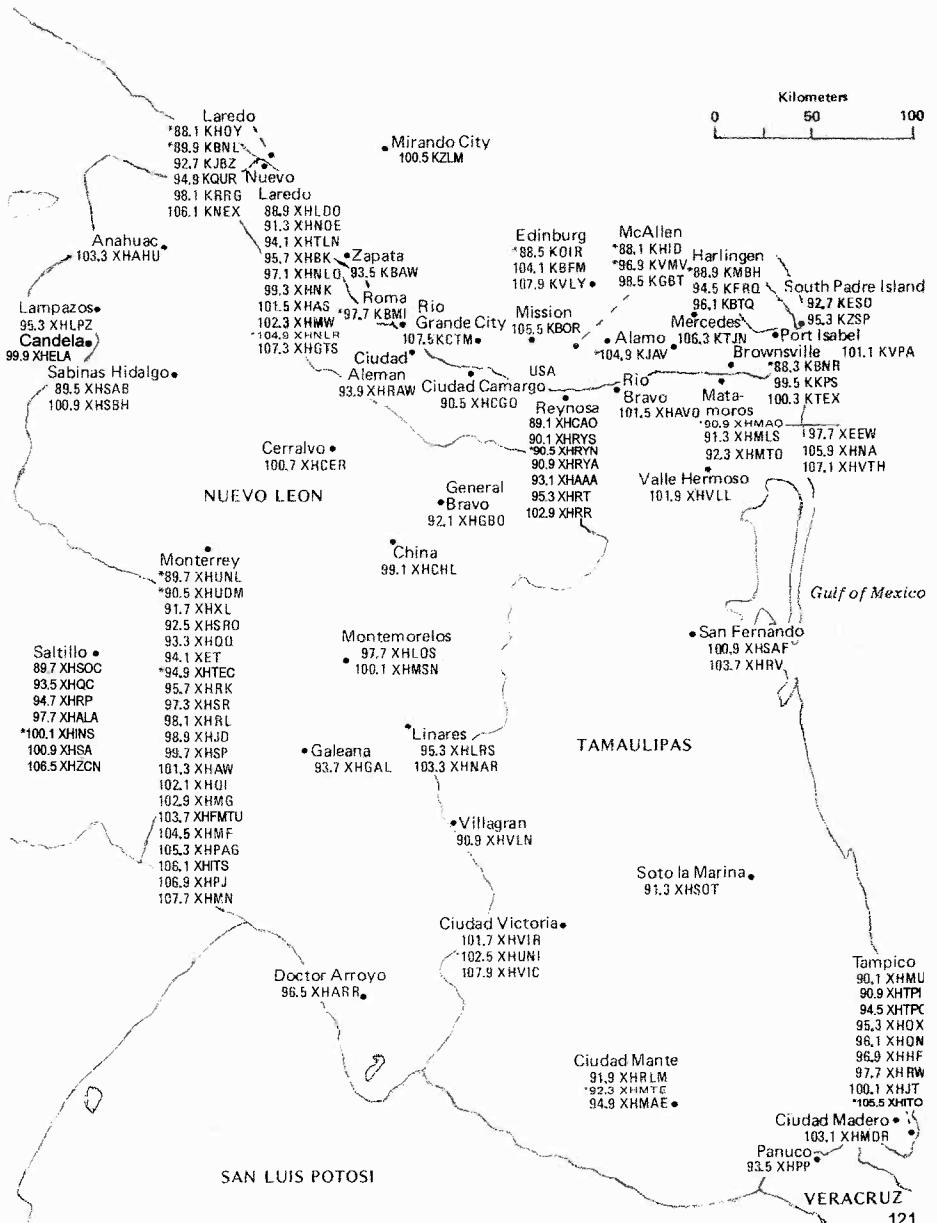 Kilometers
0 50 100
Laredo
*88.1 KHOY
*89.9 KBNL
92.7 KJBZ
94.9 KQUR
98.1 KRRG
106.1 KNEX
Mirando City
100.5 KZLM
Nuevo
Laredo
88.9 XHLDO
91.3 XHNOE
94.1 XHTLN
95.7 XHBK
97.1 XHNLO
99.3 XHNK
101.5 XHAS
102.3 XHMW
*104.9 XHNLR
107.3 XHGTS
Anahuac
103.3 XHAHU
Lampazos
95.3 XHLPZ
Candela
99.9 XHELA
Sabinas Hidalgo
89.5 XHSAB
100.9 XHSBH
Zapata
93.5 KBAW
Roma
*97.7 KBMI
Rio
Grande City
107.5 KCTM
Ciudad
Aleman
93.9 XHRAW
Ciudad Camargo
90.5 XHCGO
Edinburg
*88.5 KOIR
104.1 KBFM
107.9 KVLY
Mission
105.5 KBOR
McAllen
*88.1 KHID
*96.9 KVMV
98.5 KGBT
Harlingen
*88.9 KMBH
94.5 KFRQ
96.1 KBTQ
South Padre Island
92.7 KESO
95.3 KZSP
Port Isabel
101.1 KVPA
Mercedes
106.3 KTJN
Alamo
*104.9 KJAV
USA
Brownsville
*88.3 KBNR
99.5 KKPS
100.3 KTEX
Rio
Bravo
101.5 XHAVO
Reynosa
89.1 XHCAO
90.1 XHRYS
*90.5 XHRYN
90.9 XHRYA
93.1 XHAAA
95.3 XHRT
102.9 XHRR
Mata-
moros
*90.9 XHMAO
91.3 XHMLS
92.3 XHMTO
97.7 XEEW
105.9 XHNA
107.1 XHVTH
Valle Hermoso
101.9 XHVLL
Cerralvo
100.7 XHCER
NUEVO LEON
General
Bravo
92.1 XHGBO
China
99.1 XHCHL
Gulf of Mexico
Monterrey
*89.7 XHUNL
*90.5 XHUDM
91.7 XHXL
92.5 XHSRO
93.3 XHQQ
94.1 XET
*94.9 XHTEC
95.7 XHRK
97.3 XHSR
98.1 XHRL
98.9 XHJD
99.7 XHSP
101.3 XHAW
102.1 XHQI
102.9 XHMG
103.7 XHFMTU
104.5 XHMF
105.3 XHPAG
106.1 XHITS
106.9 XHPJ
107.7 XHMN
Saltillo
89.7 XHSOC
93.5 XHQC
94.7 XHRP
97.7 XHALA
*100.1 XHINS
100.9 XHSA
106.5 XHZCN
Montemorelos
97.7 XHLOS
100.1 XHMSN
San Fernando
100.9 XHSAF
103.7 XHRV
Linares
95.3 XHLRS
103.3 XHNAR
Galeana
93.7 XHGAL
TAMAULIPAS
Villagran
90.9 XHVLN
Soto la Marina
91.3 XHSOT
Ciudad Victoria
101.7 XHVIR
*102.5 XHUNI
107.9 XHVIC
Doctor Arroyo
96.5 XHARR
Tampico
90.1 XHMU
90.9 XHTPI
94.5 XHTPO
95.3 XHOX
96.1 XHON
96.9 XHHF
97.7 XHRW
100.1 XHJT
*105.5 XHITO
Ciudad Mante
91.9 XHRLM
*92.3 XHMTE
94.9 XHMAE
Ciudad Madero
103.1 XHMDR
Panuco
93.5 XHPP
SAN LUIS POTOSI
VERACRUZ
121